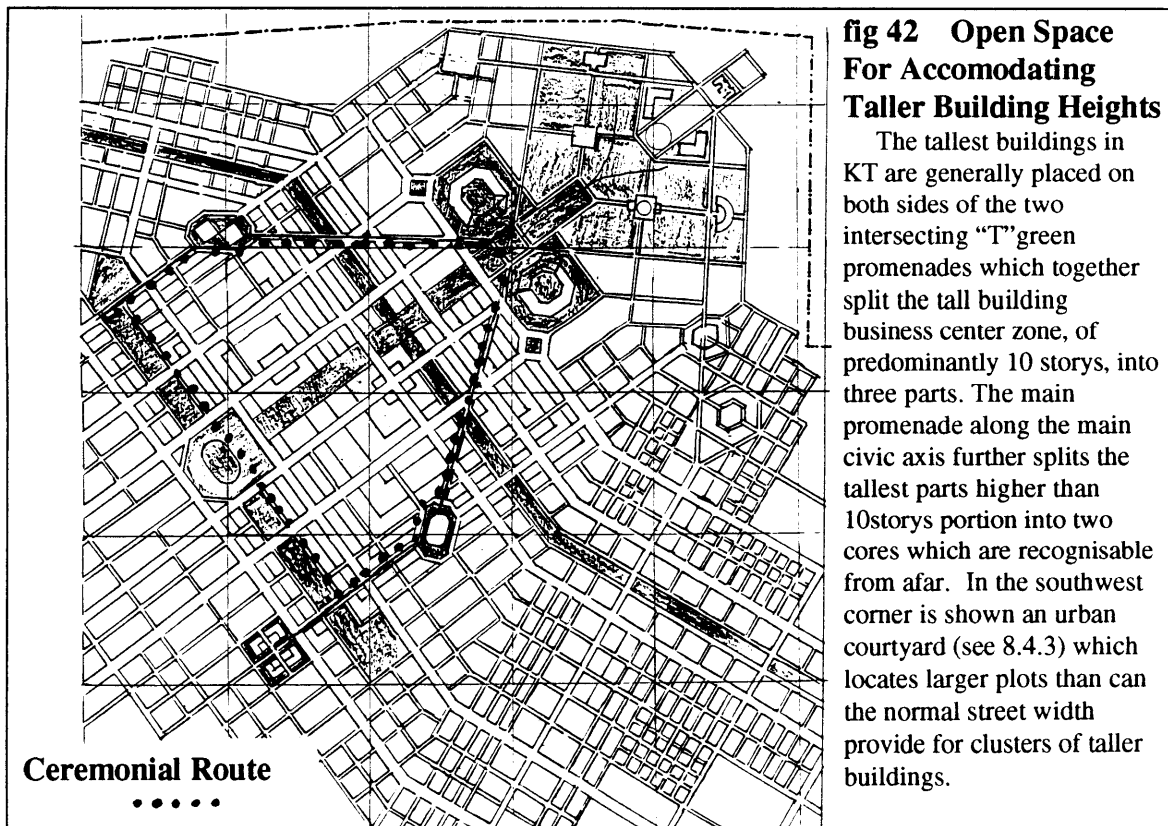 fig 42 Open Space
For Accomodating
Taller Building Heights
The tallest buildings in
KT are generally placed on
both sides of the two
intersecting “T”green
promenades which together
split the tall building
business center zone, of
predominantly 10 storys, into
three parts. The main
promenade along the main
civic axis further splits the
tallest parts higher than
10storys portion into two
cores which are recognisable
from afar. In the southwest
corner is shown an urban
courtyard (see 8.4.3) which
locates larger plots than can
the normal street width
provide for clusters of taller
buildings.
Ceremonial Route